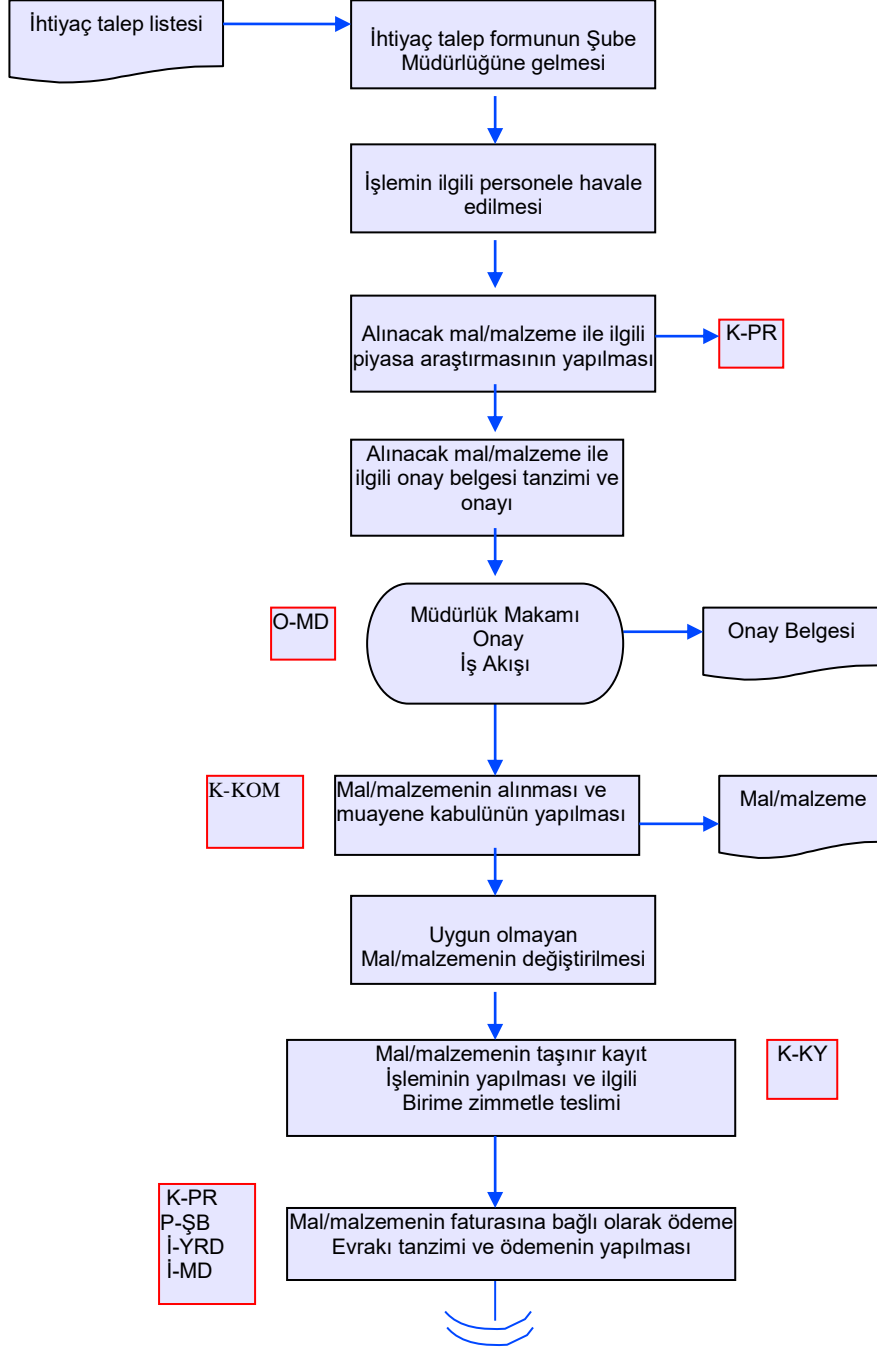 İhtiyaç talep listesi
İhtiyaç talep formunun Şube
Müdürlüğüne gelmesi
İşlemin ilgili personele havale
edilmesi
Alınacak mal/malzeme ile ilgili
piyasa araştırmasının yapılması
K-PR
Alınacak mal/malzeme ile
ilgili onay belgesi tanzimi ve
onayı
O-MD
Müdürlük Makamı
Onay
İş Akışı
Onay Belgesi
K-KOM
Mal/malzemenin alınması ve
muayene kabulünün yapılması
Mal/malzeme
Uygun olmayan
Mal/malzemenin değiştirilmesi
Mal/malzemenin taşınır kayıt
İşleminin yapılması ve ilgili
Birime zimmetle teslimi
K-KY
K-PR
P-ŞB
İ-YRD
İ-MD
Mal/malzemenin faturasına bağlı olarak ödeme
Evrakı tanzimi ve ödemenin yapılması